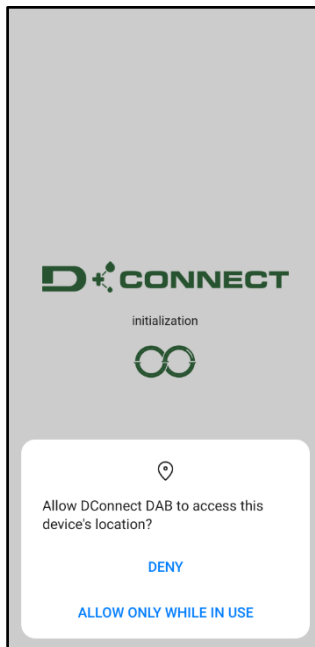 D CONNECT
initialization
Allow DConnect DAB to access this
device's location?
DENY
ALLOW ONLY WHILE IN USE